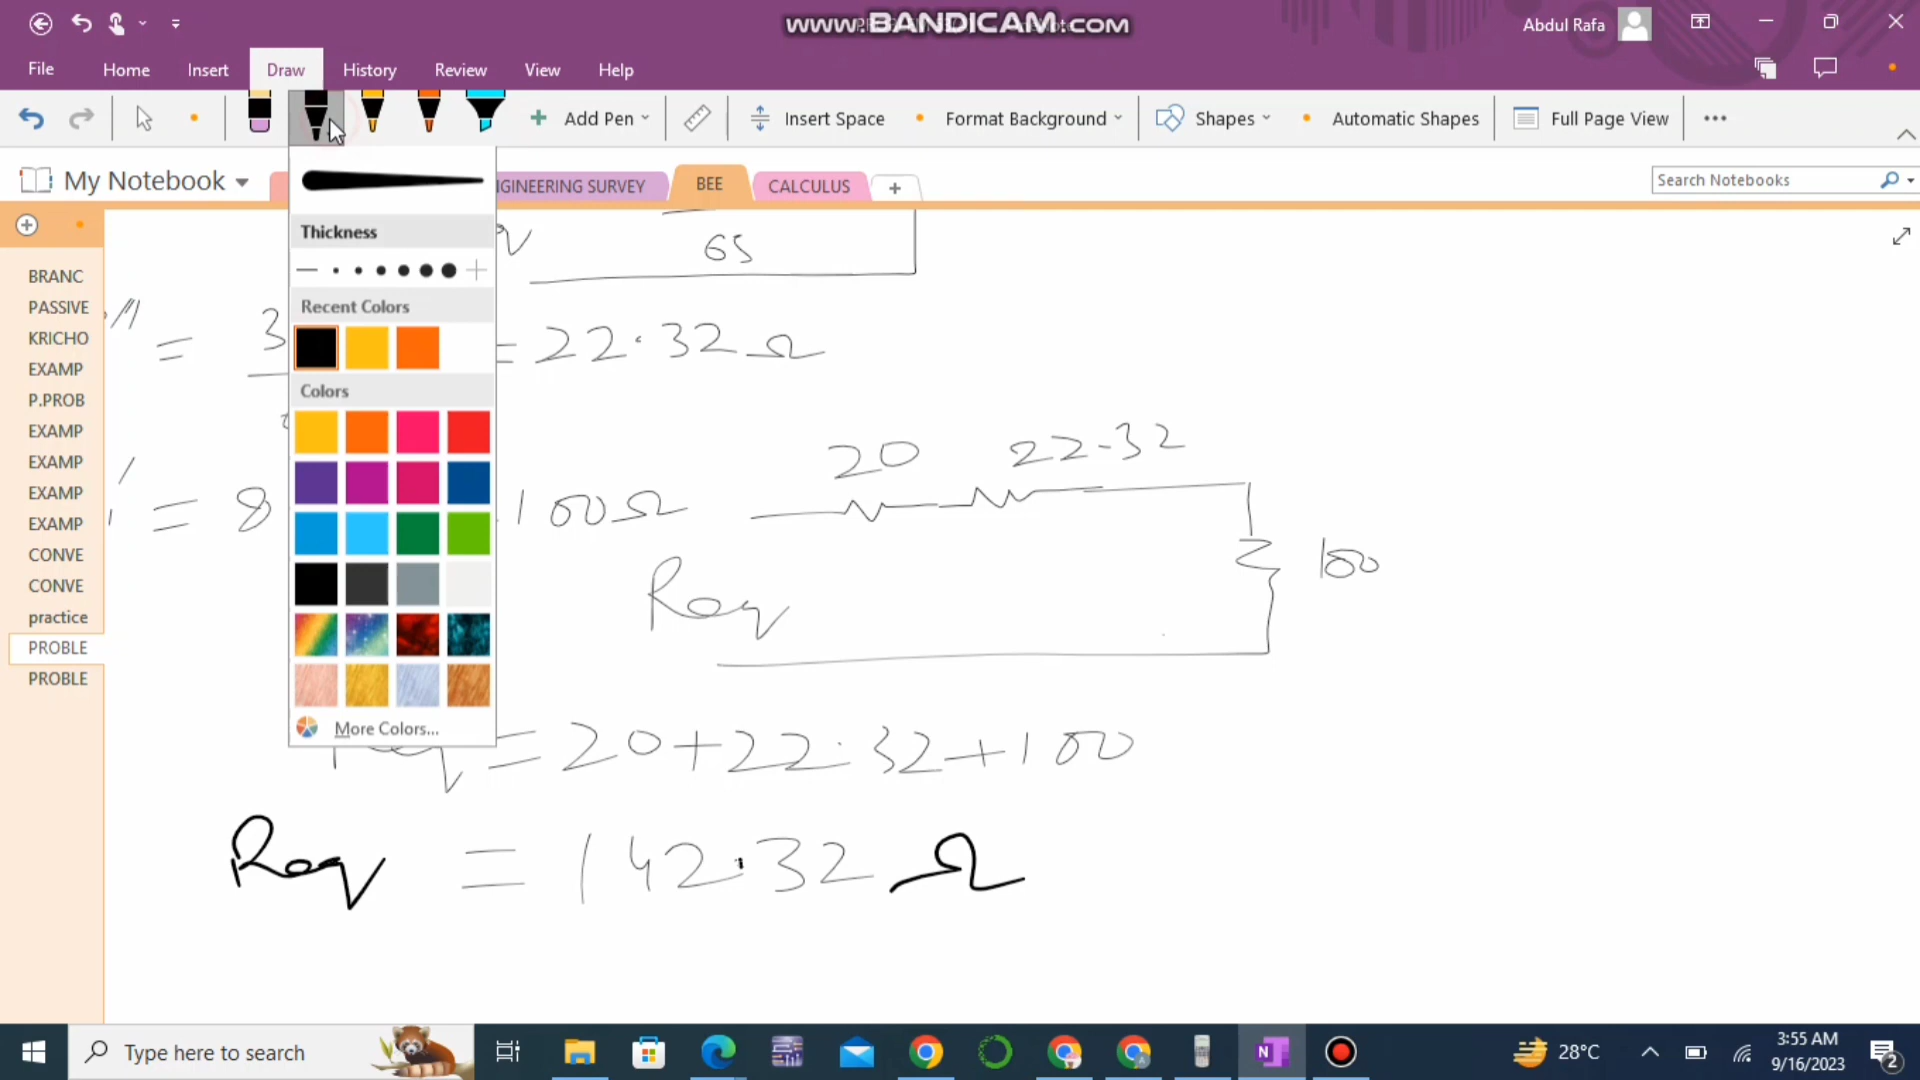 www.BANDICAM.com
Abdul Rafa
File Home Insert Draw History Review View Help
Add Pen Insert Space Format Background Shapes Automatic Shapes Full Page View
My Notebook
GINEERING SURVEY BEE CALCULUS
Search Notebooks
Thickness
Recent Colors
Colors
More Colors...
BRANC
PASSIVE
KRICHO
EXAMP
P.PROB
EXAMP
EXAMP
EXAMP
EXAMP
CONVE
CONVE
practice
PROBLE
PROBLE
65
= 3 = 22.32 Ω
20 22.32
= 8 100 Ω
100
Req
= 20+22.32+100
Req = 142.32 Ω
Type here to search
28°C
3:55 AM
9/16/2023
2